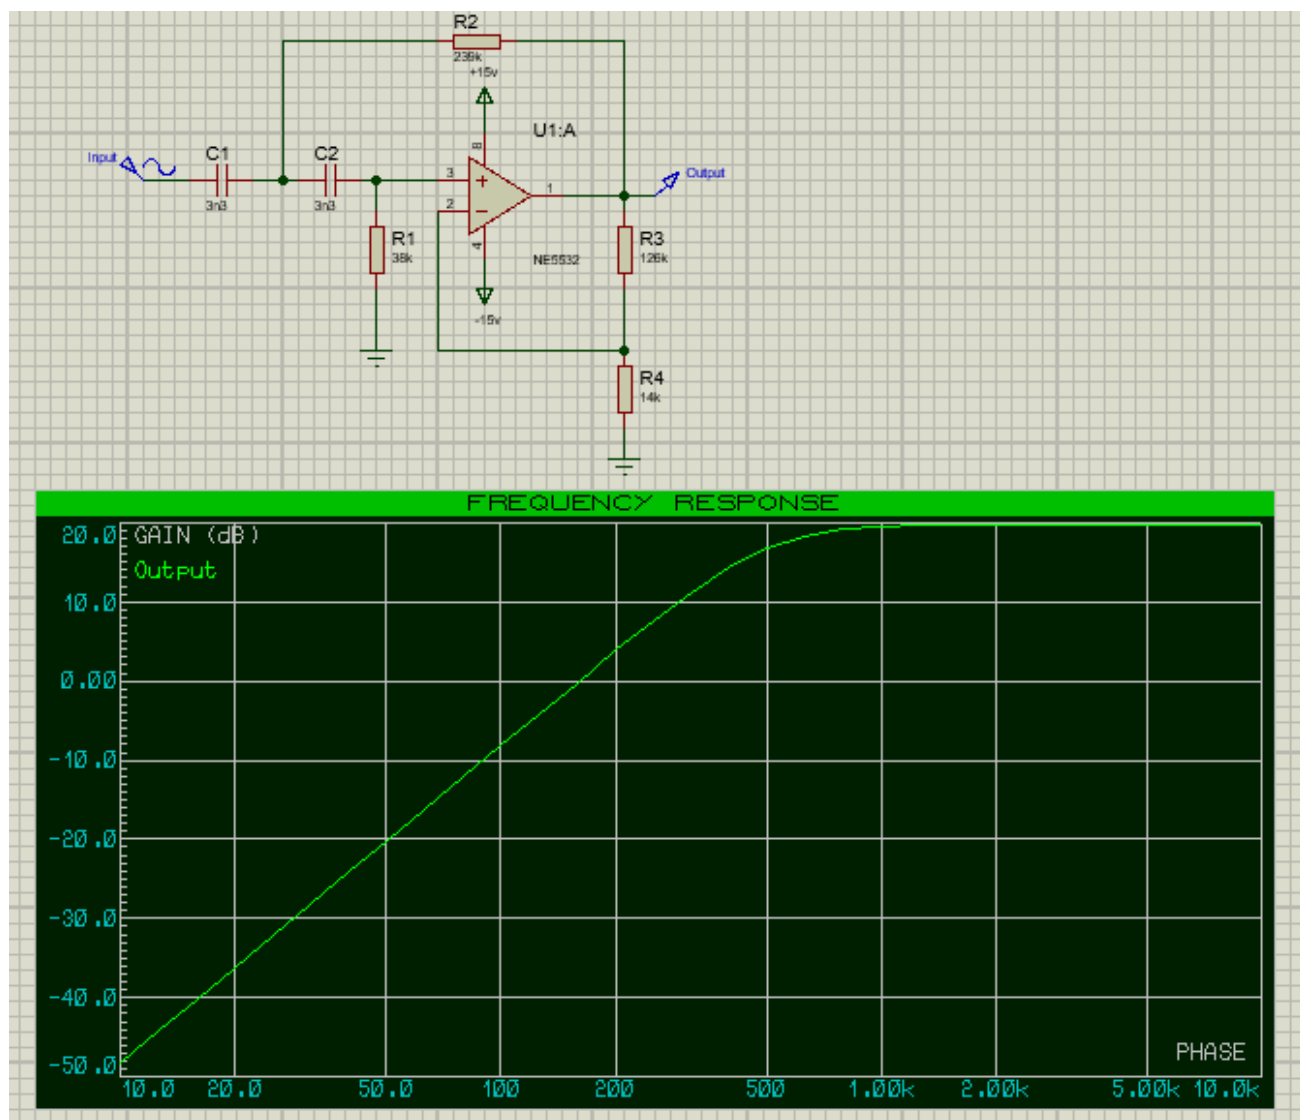 R2
239k
+15v
U1:A
Input
C1
C2
8
3
1
Output
3n3
3n3
2
R1
38k
4
NE5532
R3
126k
-15v
R4
14k
FREQUENCY RESPONSE
20.0
GAIN (dB)
Output
10.0
0.00
-10.0
-20.0
-30.0
-40.0
-50.0
PHASE
10.0 20.0 50.0 100 200 500 1.00k 2.00k 5.00k 10.0k